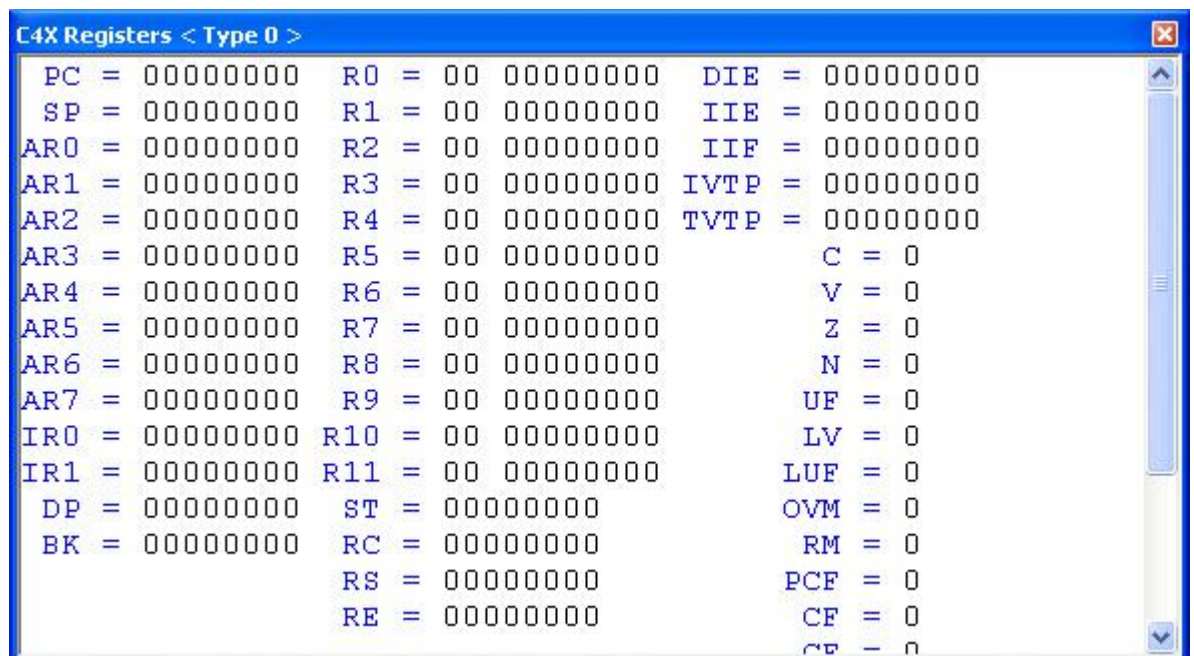 C4X Registers < Type 0 >
PC = 00000000 R0 = 00 00000000 DIE = 00000000
SP = 00000000 R1 = 00 00000000 IIE = 00000000
AR0 = 00000000 R2 = 00 00000000 IIF = 00000000
AR1 = 00000000 R3 = 00 00000000 IVTP = 00000000
AR2 = 00000000 R4 = 00 00000000 TVTP = 00000000
AR3 = 00000000 R5 = 00 00000000 C = 0
AR4 = 00000000 R6 = 00 00000000 V = 0
AR5 = 00000000 R7 = 00 00000000 Z = 0
AR6 = 00000000 R8 = 00 00000000 N = 0
AR7 = 00000000 R9 = 00 00000000 UF = 0
IR0 = 00000000 R10 = 00 00000000 LV = 0
IR1 = 00000000 R11 = 00 00000000 LUF = 0
DP = 00000000 ST = 00000000 OVM = 0
BK = 00000000 RC = 00000000 RM = 0
RS = 00000000 PCF = 0
RE = 00000000 CF = 0